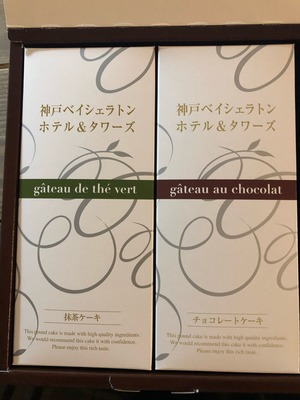 神戸ベイシェラトン
ホテル&タワーズ
gâteau de thé vert
抹茶ケーキ
This pound cake is made with high quality ingredients.
We would recommend this cake it with confidence.
Please enjoy this rich taste.
神戸ベイシェラトン
ホテル&タワーズ
gâteau au chocolat
チョコレートケーキ
This pound cake is made with high quality ingredients.
We would recommend this cake it with confidence.
Please enjoy this rich taste.